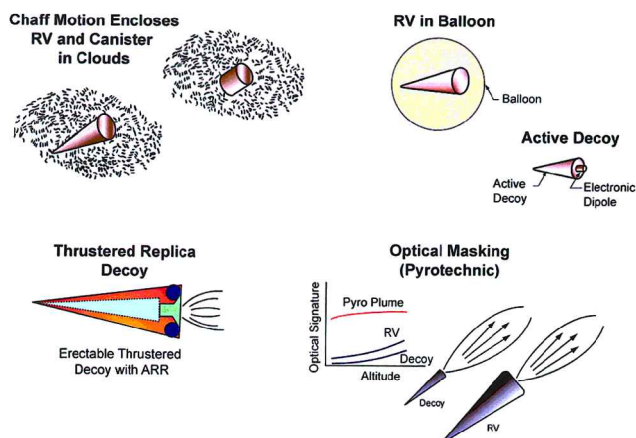 Chaff Motion Encloses
RV and Canister
in Clouds
RV in Balloon
Balloon
Active Decoy
Active
Decoy
Electronic
Dipole
Thrustered Replica
Decoy
Erectable Thrustered
Decoy with ARR
Optical Masking
(Pyrotechnic)
Optical Signature
Pyro Plume
RV
Decoy
Altitude
Decoy
RV